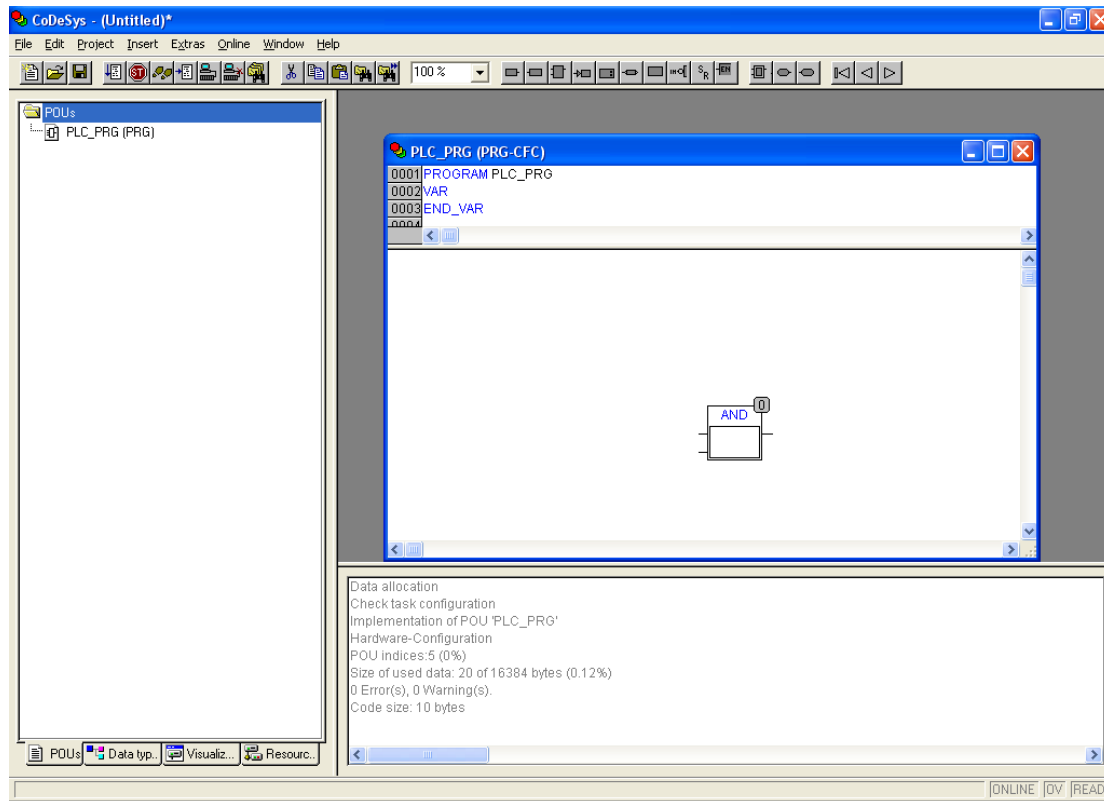 CoDeSys - (Untitled)*
File Edit Project Insert Extras Online Window Help
100 %
POUs
PLC_PRG (PRG)
PLC_PRG (PRG-CFC)
0001 PROGRAM PLC_PRG
0002 VAR
0003 END_VAR
0004
0
AND
Data allocation
Check task configuration
Implementation of POU 'PLC_PRG'
Hardware-Configuration
POU indices:5 (0%)
Size of used data: 20 of 16384 bytes (0.12%)
0 Error(s), 0 Warning(s).
Code size: 10 bytes
POUs Data typ.. Visualiz... Resourc..
ONLINE OV READ